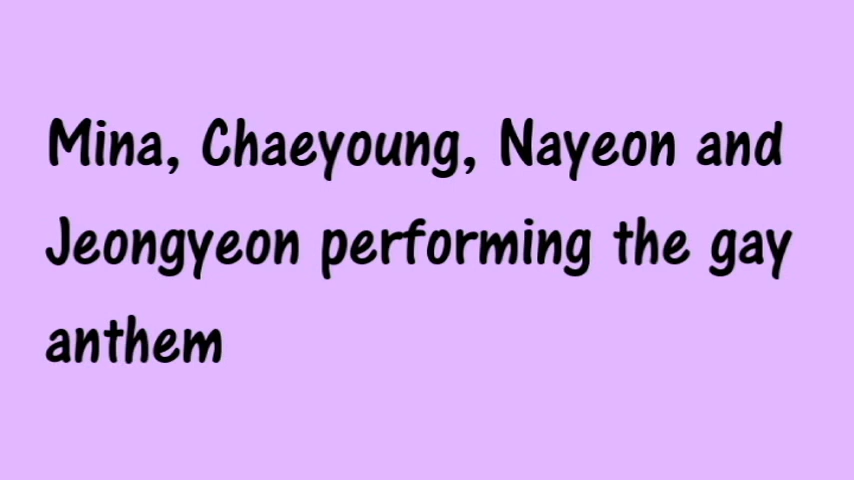 Mina, Chaeyoung, Nayeon and
Jeongyeon performing the gay
anthem